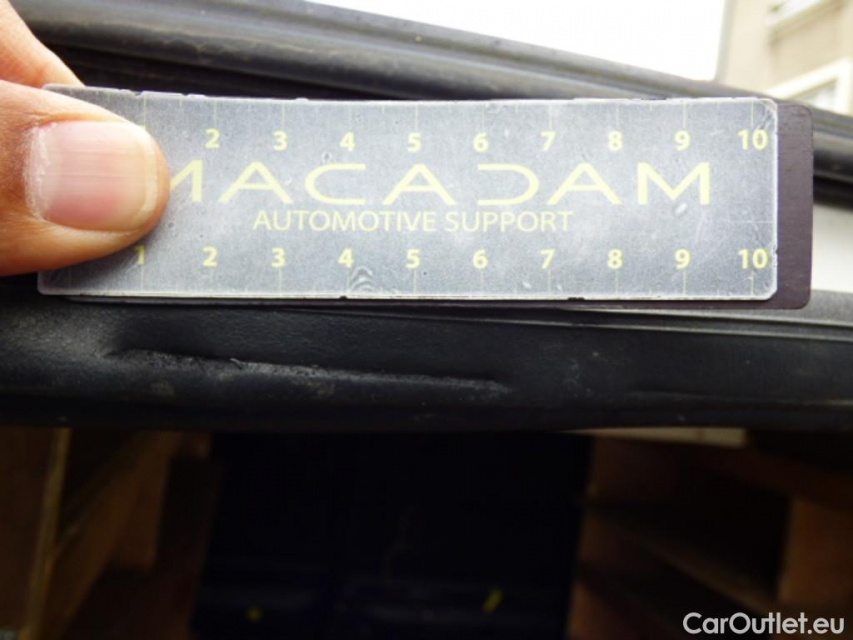 2 3 4 5 6 7 8 9 10
MACADAM
AUTOMOTIVE SUPPORT
1 2 3 4 5 6 7 8 9 10
CarOutlet.eu